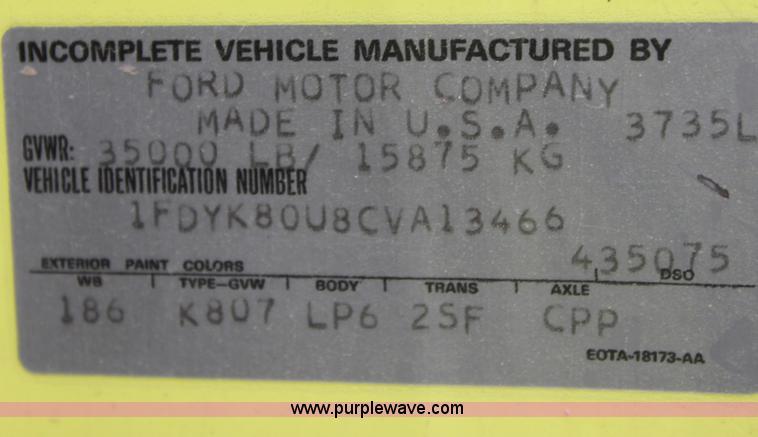 INCOMPLETE VEHICLE MANUFACTURED BY
FORD MOTOR COMPANY
MADE IN U.S.A. 3735L
GVWR: 35000 LB/ 15875 KG
VEHICLE IDENTIFICATION NUMBER
1FDYK80U8CVA13466
435075
EXTERIOR PAINT COLORS DSO
WB TYPE-GVW BODY TRANS AXLE
186 K807 LP6 2SF CPP
EOTA-18173-AA
www.purplewave.com